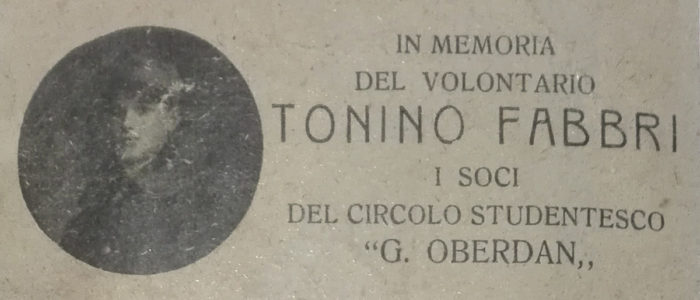 IN MEMORIA
DEL VOLONTARIO
TONINO FABBRI
I SOCI
DEL CIRCOLO STUDENTESCO
“G. OBERDAN„